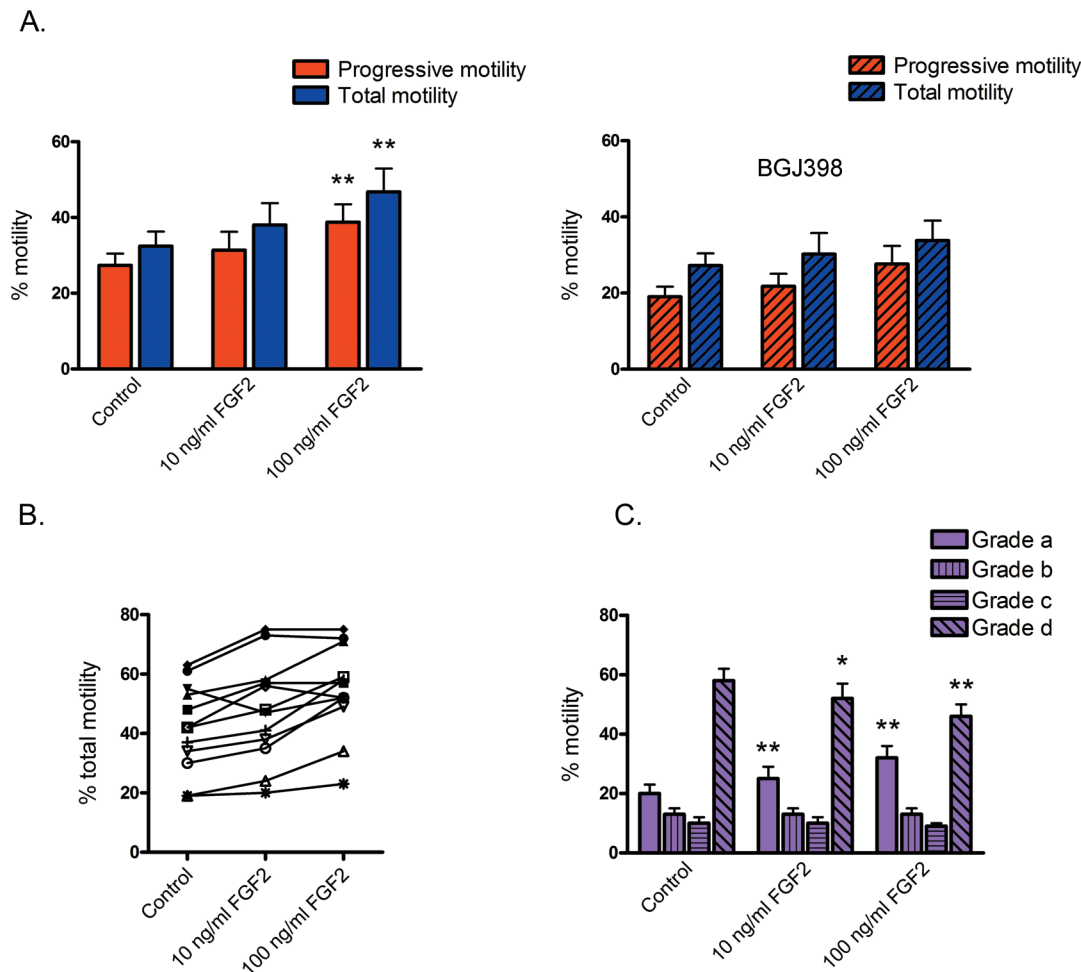 A.
Progressive motility
Total motility
% motility
60
40
20
0
**
**
Control
10 ng/ml FGF2
100 ng/ml FGF2
Progressive motility
Total motility
BGJ398
% motility
60
40
20
0
Control
10 ng/ml FGF2
100 ng/ml FGF2
B.
% total motility
80
60
40
20
0
Control
10 ng/ml FGF2
100 ng/ml FGF2
C.
Grade a
Grade b
Grade c
Grade d
% motility
80
60
40
20
0
**
*
**
**
Control
10 ng/ml FGF2
100 ng/ml FGF2